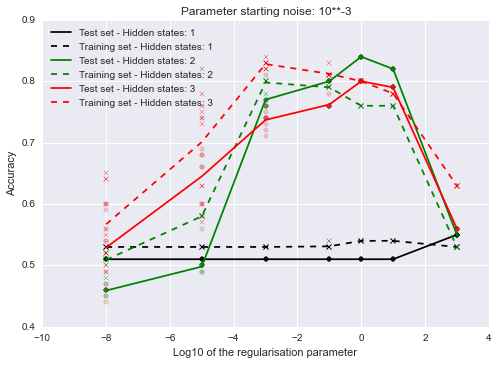 Parameter starting noise: 10**-3
0.9
0.8
0.7
0.6
0.5
0.4
Accuracy
Test set - Hidden states: 1
Training set - Hidden states: 1
Test set - Hidden states: 2
Training set - Hidden states: 2
Test set - Hidden states: 3
Training set - Hidden states: 3
−10 −8 −6 −4 −2 0 2 4
Log10 of the regularisation parameter